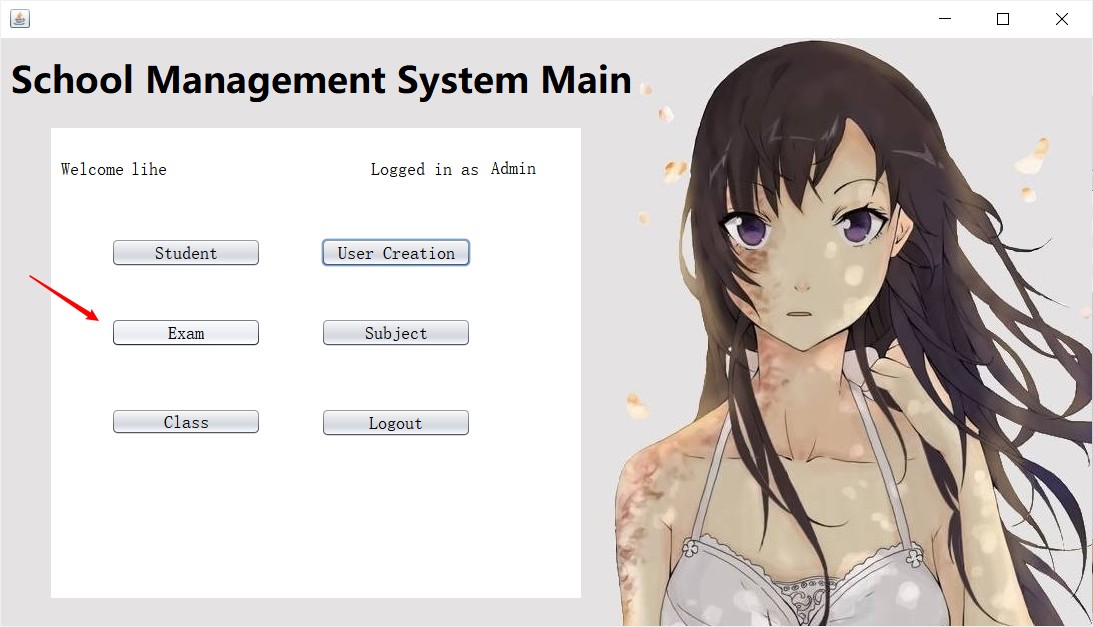 School Management System Main
Welcome lihe
Logged in as Admin
Student
User Creation
Exam
Subject
Class
Logout